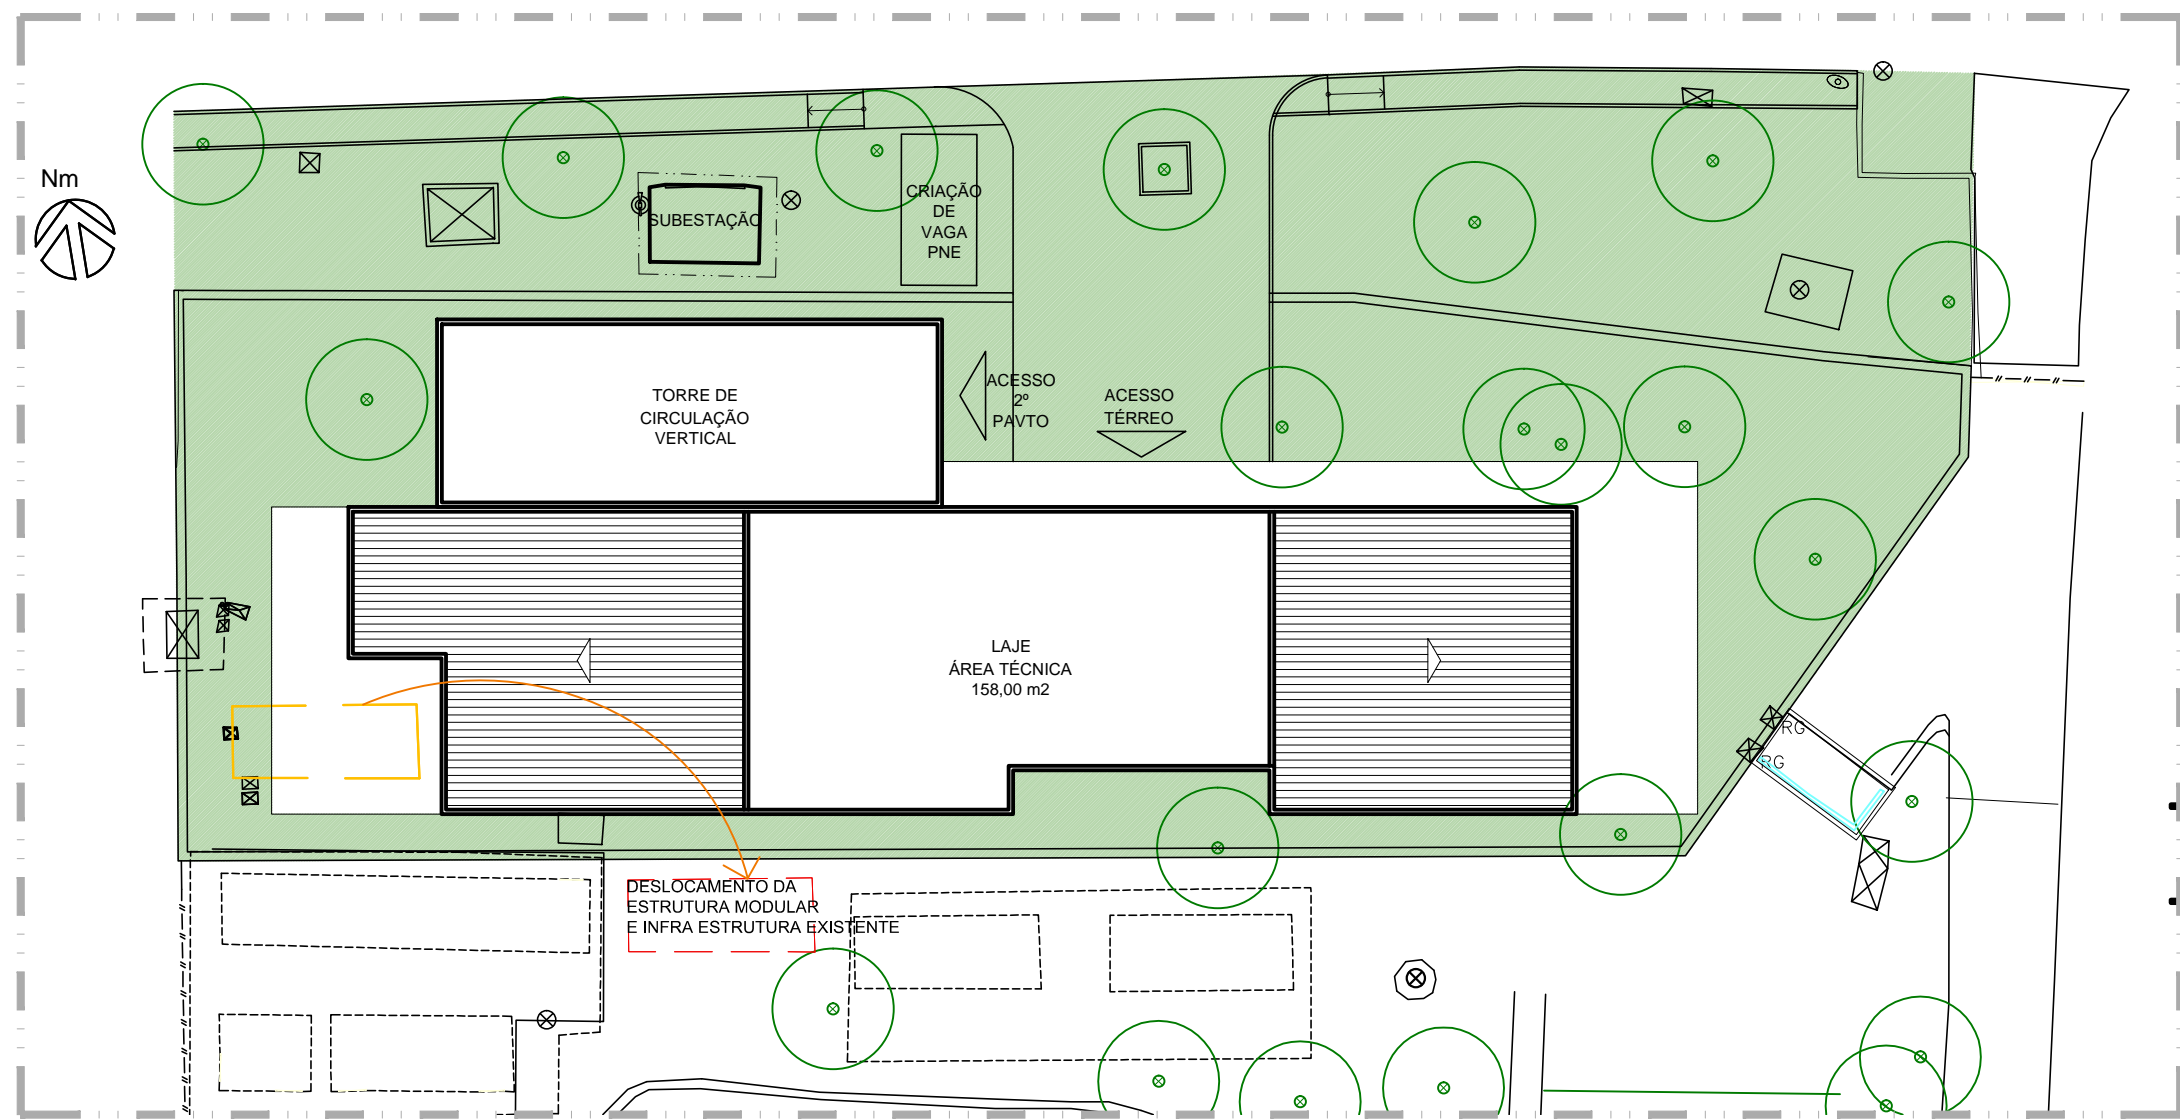 Nm
CRIAÇÃO
DE
VAGA
PNE
SUBESTAÇÃO
TORRE DE
CIRCULAÇÃO
VERTICAL
ACESSO
2º
PAVTO
ACESSO
TÉRREO
LAJE
ÁREA TÉCNICA
158,00 m2
RG
RG
DESLOCAMENTO DA
ESTRUTURA MODULAR
E INFRA ESTRUTURA EXISTENTE